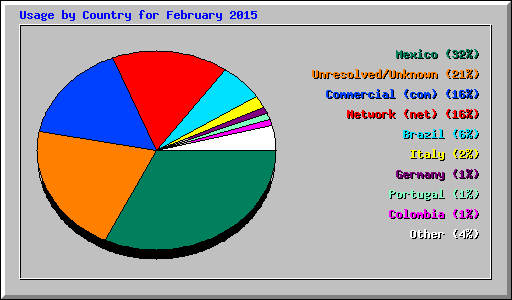 Usage by Country for February 2015
Mexico (32%)
Unresolved/Unknown (21%)
Commercial (com) (16%)
Network (net) (16%)
Brazil (6%)
Italy (2%)
Germany (1%)
Portugal (1%)
Colombia (1%)
Other (4%)